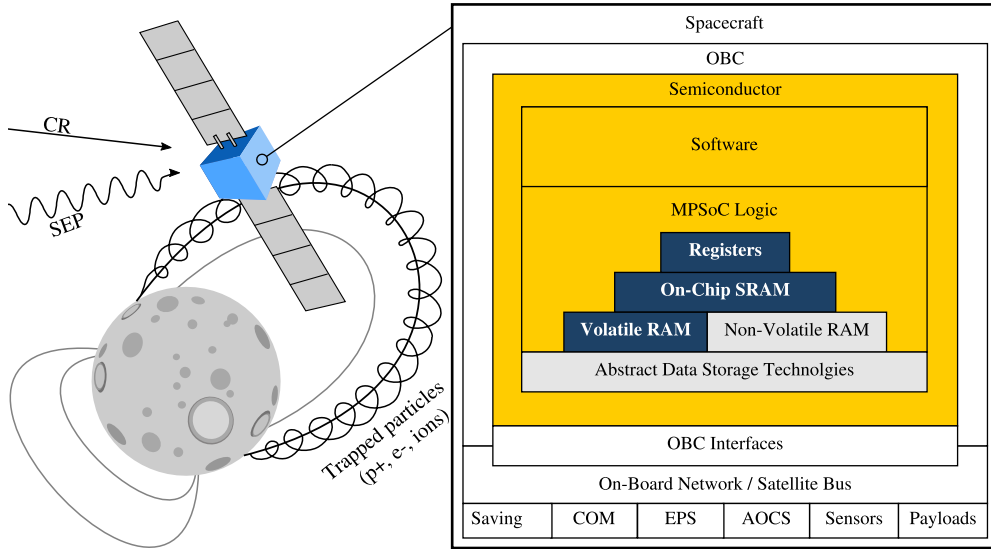 CR
SEP
Trapped particles
(p+, e-, ions)
Spacecraft
OBC
Semiconductor
Software
MPSoC Logic
Registers
On-Chip SRAM
Volatile RAM
Non-Volatile RAM
Abstract Data Storage Technolgies
OBC Interfaces
On-Board Network / Satellite Bus
Saving
COM
EPS
AOCS
Sensors
Payloads